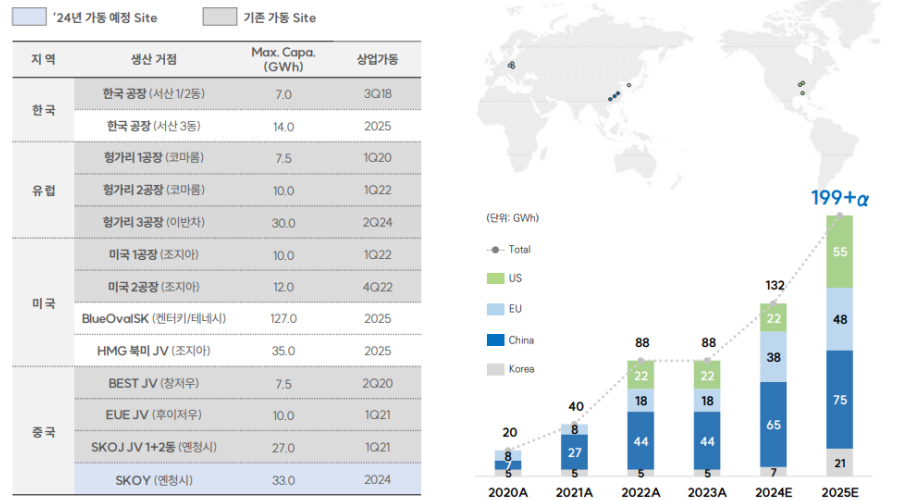 '24년 가동 예정 Site 기존 가동 Site
지 역 생산 거점 Max. Capa. (GWh) 상업가동
한 국
한국 공장 (서산 1/2동) 7.0 3Q18
한국 공장 (서산 3동) 14.0 2025
유 럽
헝가리 1공장 (코마롬) 7.5 1Q20
헝가리 2공장 (코마롬) 10.0 1Q22
헝가리 3공장 (이반차) 30.0 2Q24
미 국
미국 1공장 (조지아) 10.0 1Q22
미국 2공장 (조지아) 12.0 4Q22
BlueOvalSK (켄터키/테네시) 127.0 2025
HMG 북미 JV (조지아) 35.0 2025
중 국
BEST JV (창저우) 7.5 2Q20
EUE JV (후이저우) 10.0 1Q21
SKOJ JV 1+2동 (옌청시) 27.0 1Q21
SKOY (옌청시) 33.0 2024
(단위: GWh)
Total
US
EU
China
Korea
20
8
7
5
40
8
27
5
88
22
18
44
5
88
22
18
44
5
132
22
38
65
7
199+α
55
48
75
21
2020A 2021A 2022A 2023A 2024E 2025E